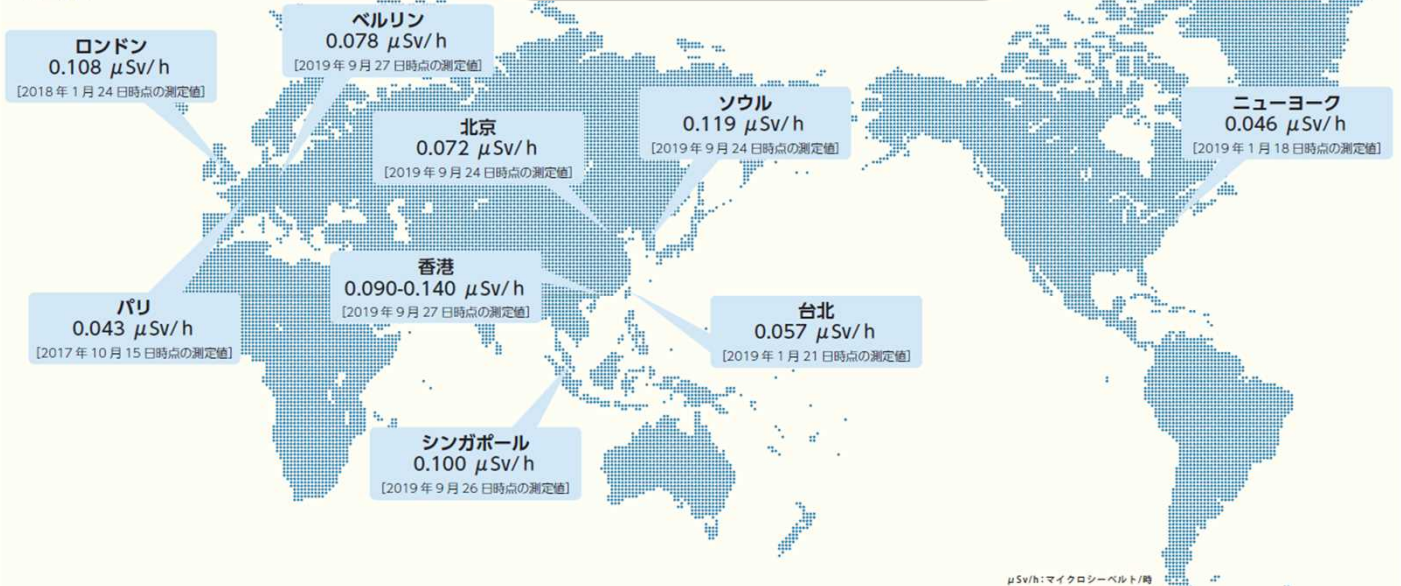 ロンドン
0.108 μSv/h
[2018年1月24日時点の測定値]
ベルリン
0.078 μSv/h
[2019年9月27日時点の測定値]
北京
0.072 μSv/h
[2019年9月24日時点の測定値]
ソウル
0.119 μSv/h
[2019年9月24日時点の測定値]
ニューヨーク
0.046 μSv/h
[2019年1月18日時点の測定値]
パリ
0.043 μSv/h
[2017年10月15日時点の測定値]
香港
0.090-0.140 μSv/h
[2019年9月27日時点の測定値]
台北
0.057 μSv/h
[2019年1月21日時点の測定値]
シンガポール
0.100 μSv/h
[2019年9月26日時点の測定値]
μSv/h:マイクロシーベルト/時